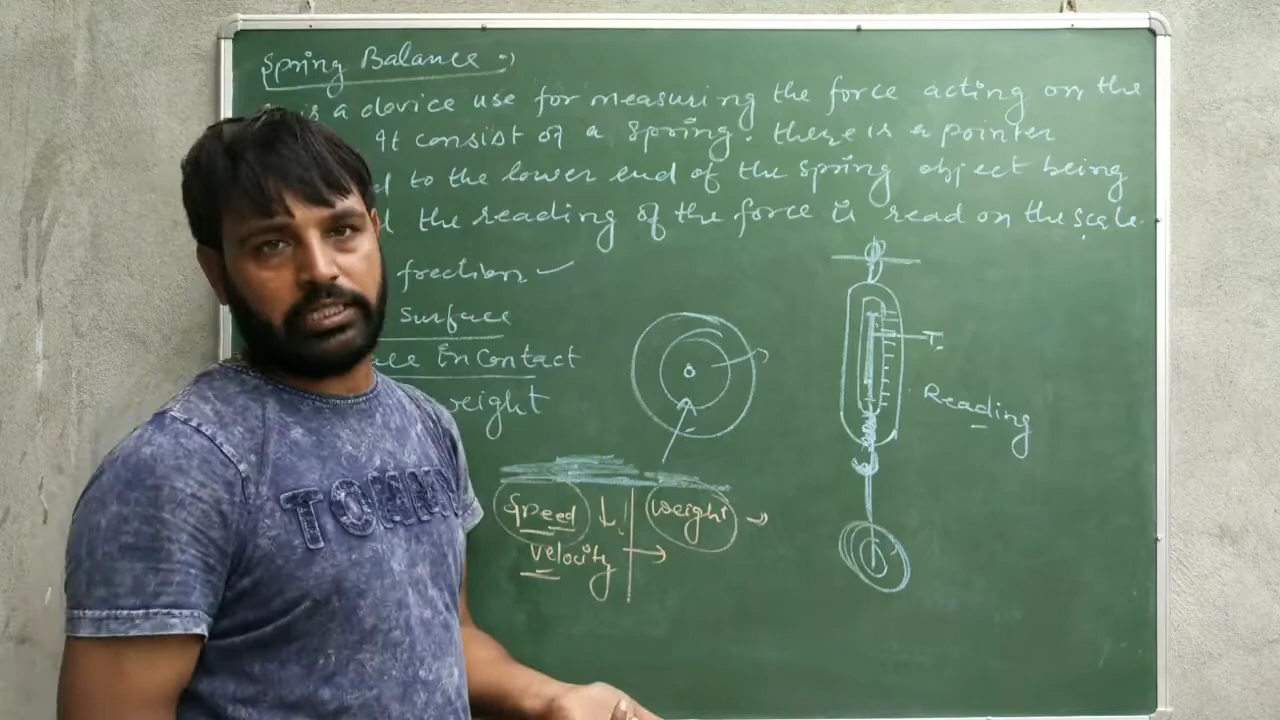 Spring Balance :)
is a device use for measuring the force acting on the
It consist of a spring. there is a pointer
to the lower end of the spring object being
the reading of the force is read on the scale.
friction ✓
surface
in contact
weight
T.
Reading
Speed ↓ weight
velocity →
TOMMY